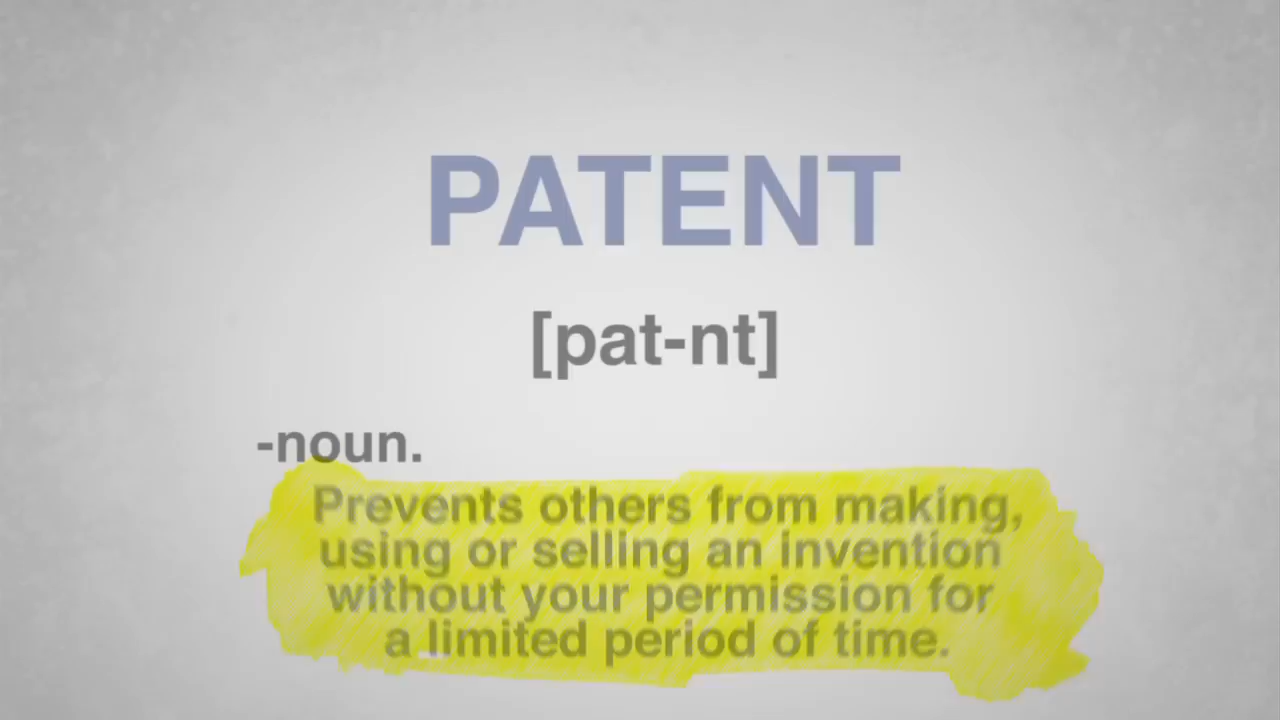 PATENT
[pat-nt]
-noun.
Prevents others from making,
using or selling an invention
without your permission for
a limited period of time.